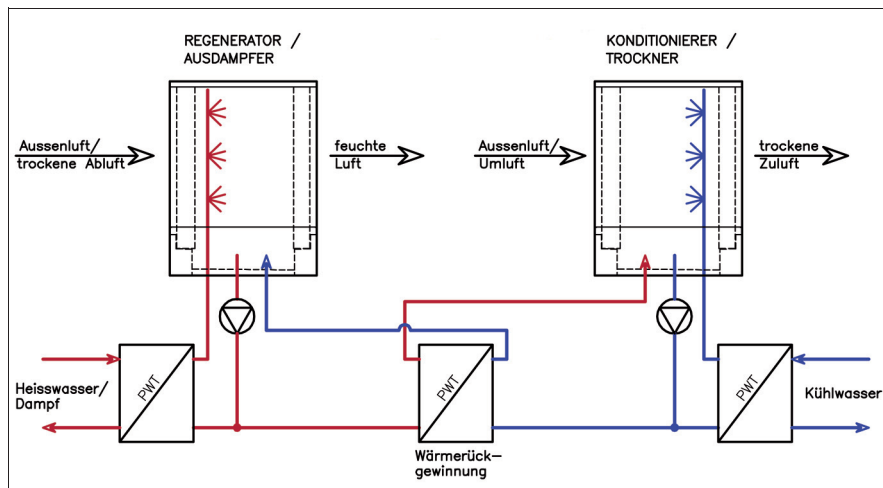 REGENERATOR /
AUSDAMPFER
KONDITIONIERER /
TROCKNER
Aussenluft/
trockene Abluft
feuchte
Luft
Aussenluft/
Umluft
trockene
Zuluft
Heisswasser/
Dampf
PWT
PWT
PWT
Kühlwasser
Wärmerück-
gewinnung